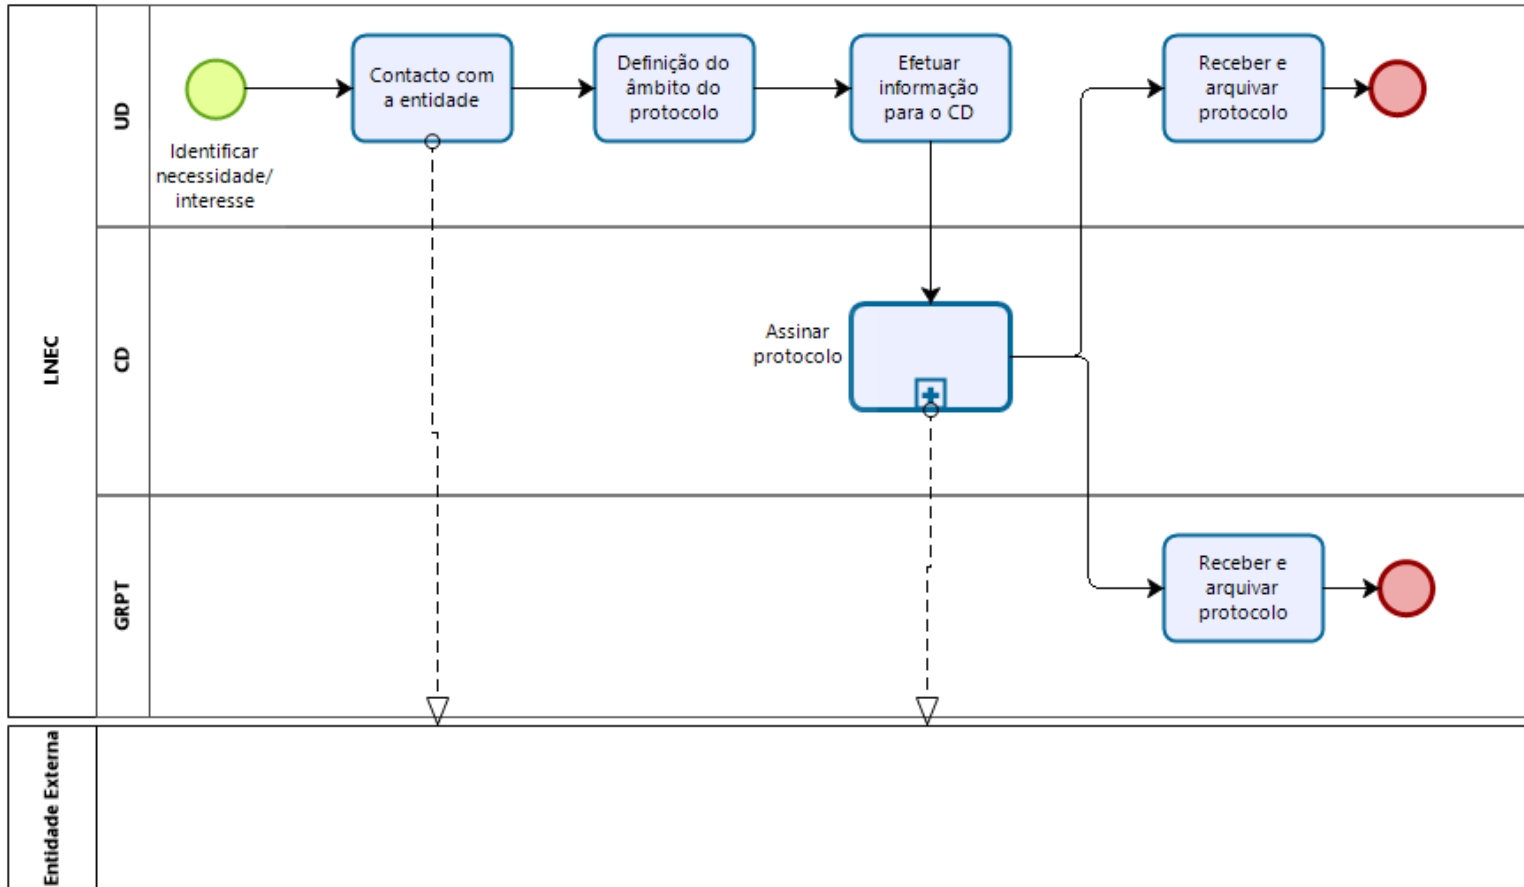 LNEC
UD
Identificar
necessidade/
interesse
Contacto com
a entidade
Definição do
âmbito do
protocolo
Efetuar
informação
para o CD
Receber e
arquivar
protocolo
CD
Assinar
protocolo
GRPT
Receber e
arquivar
protocolo
Entidade Externa